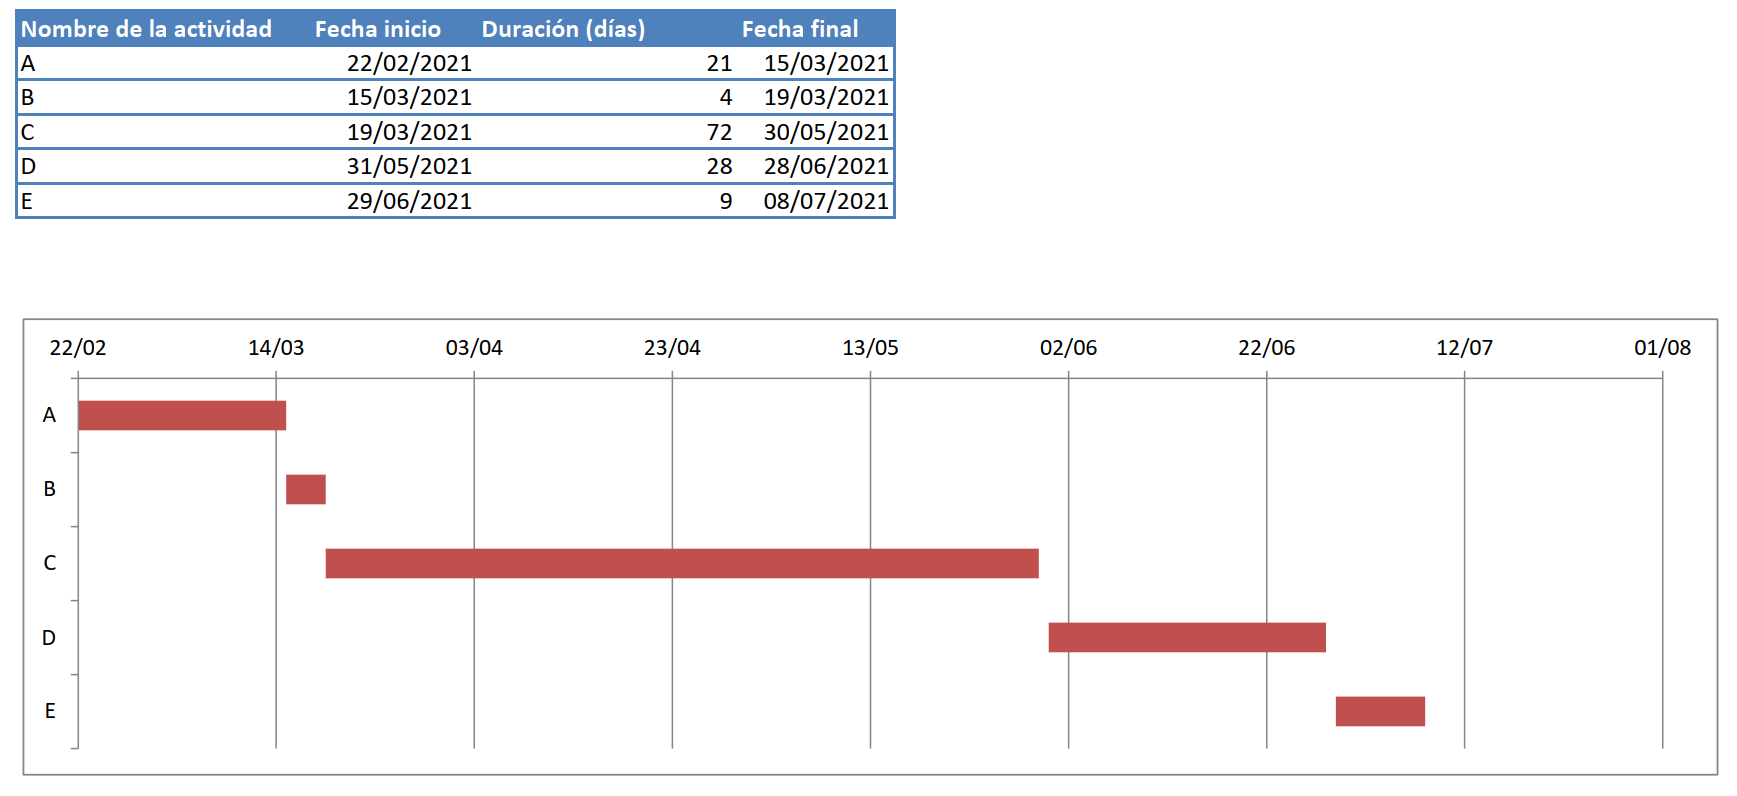 Nombre de la actividad Fecha inicio Duración (días) Fecha final
A 22/02/2021 21 15/03/2021
B 15/03/2021 4 19/03/2021
C 19/03/2021 72 30/05/2021
D 31/05/2021 28 28/06/2021
E 29/06/2021 9 08/07/2021
22/02 14/03 03/04 23/04 13/05 02/06 22/06 12/07 01/08
A
B
C
D
E